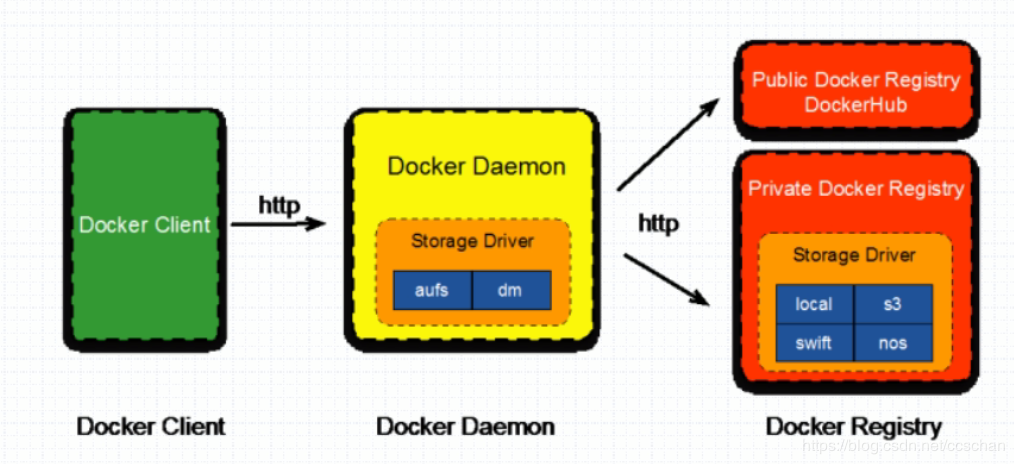 Docker Client
http
Docker Daemon
Storage Driver
aufs
dm
http
Public Docker Registry
DockerHub
Private Docker Registry
Storage Driver
local
s3
swift
nos
Docker Client
Docker Daemon
Docker Registry
https://blog.csdn.net/ccschan